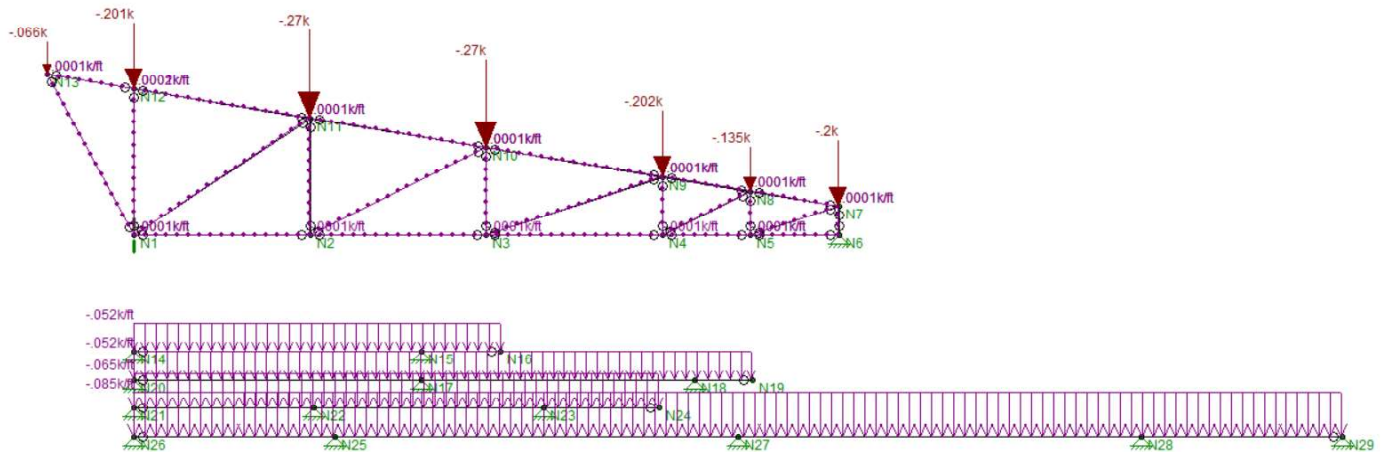 -.201k
-.066k
-.27k
-.27k
-.202k
-.135k
-.2k
.0001k/ft
N13
.0002k/ft
N12
.0001k/ft
N11
.0001k/ft
N10
.0001k/ft
N9
.0001k/ft
N8
.0001k/ft
N7
.0001k/ft
N1
.0001k/ft
N2
.0001k/ft
N3
.0001k/ft
N4
.0001k/ft
N5
N6
-.052k/ft
-.052k/ft
N14
N15
N16
-.065k/ft
N20
N17
N18
N19
-.085k/ft
N21
N22
N23
N24
N26
N25
N27
N28
N29